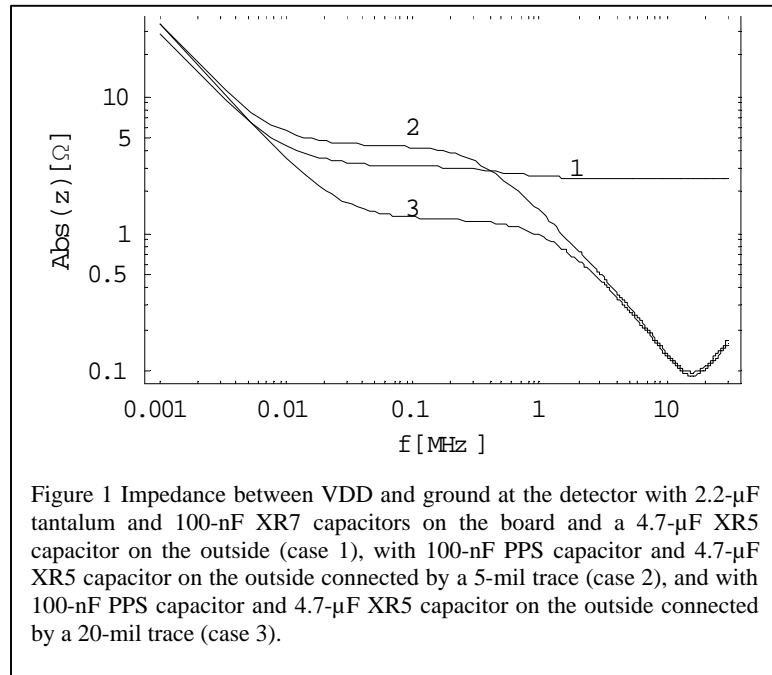 10
5
1
0.5
0.1
Abs(z)[Ω]
2
1
3
0.001 0.01 0.1 1 10
f[MHz ]
Figure 1 Impedance between VDD and ground at the detector with 2.2-µF
tantalum and 100-nF XR7 capacitors on the board and a 4.7-µF XR5
capacitor on the outside (case 1), with 100-nF PPS capacitor and 4.7-µF
XR5 capacitor on the outside connected by a 5-mil trace (case 2), and with
100-nF PPS capacitor and 4.7-µF XR5 capacitor on the outside connected
by a 20-mil trace (case 3).